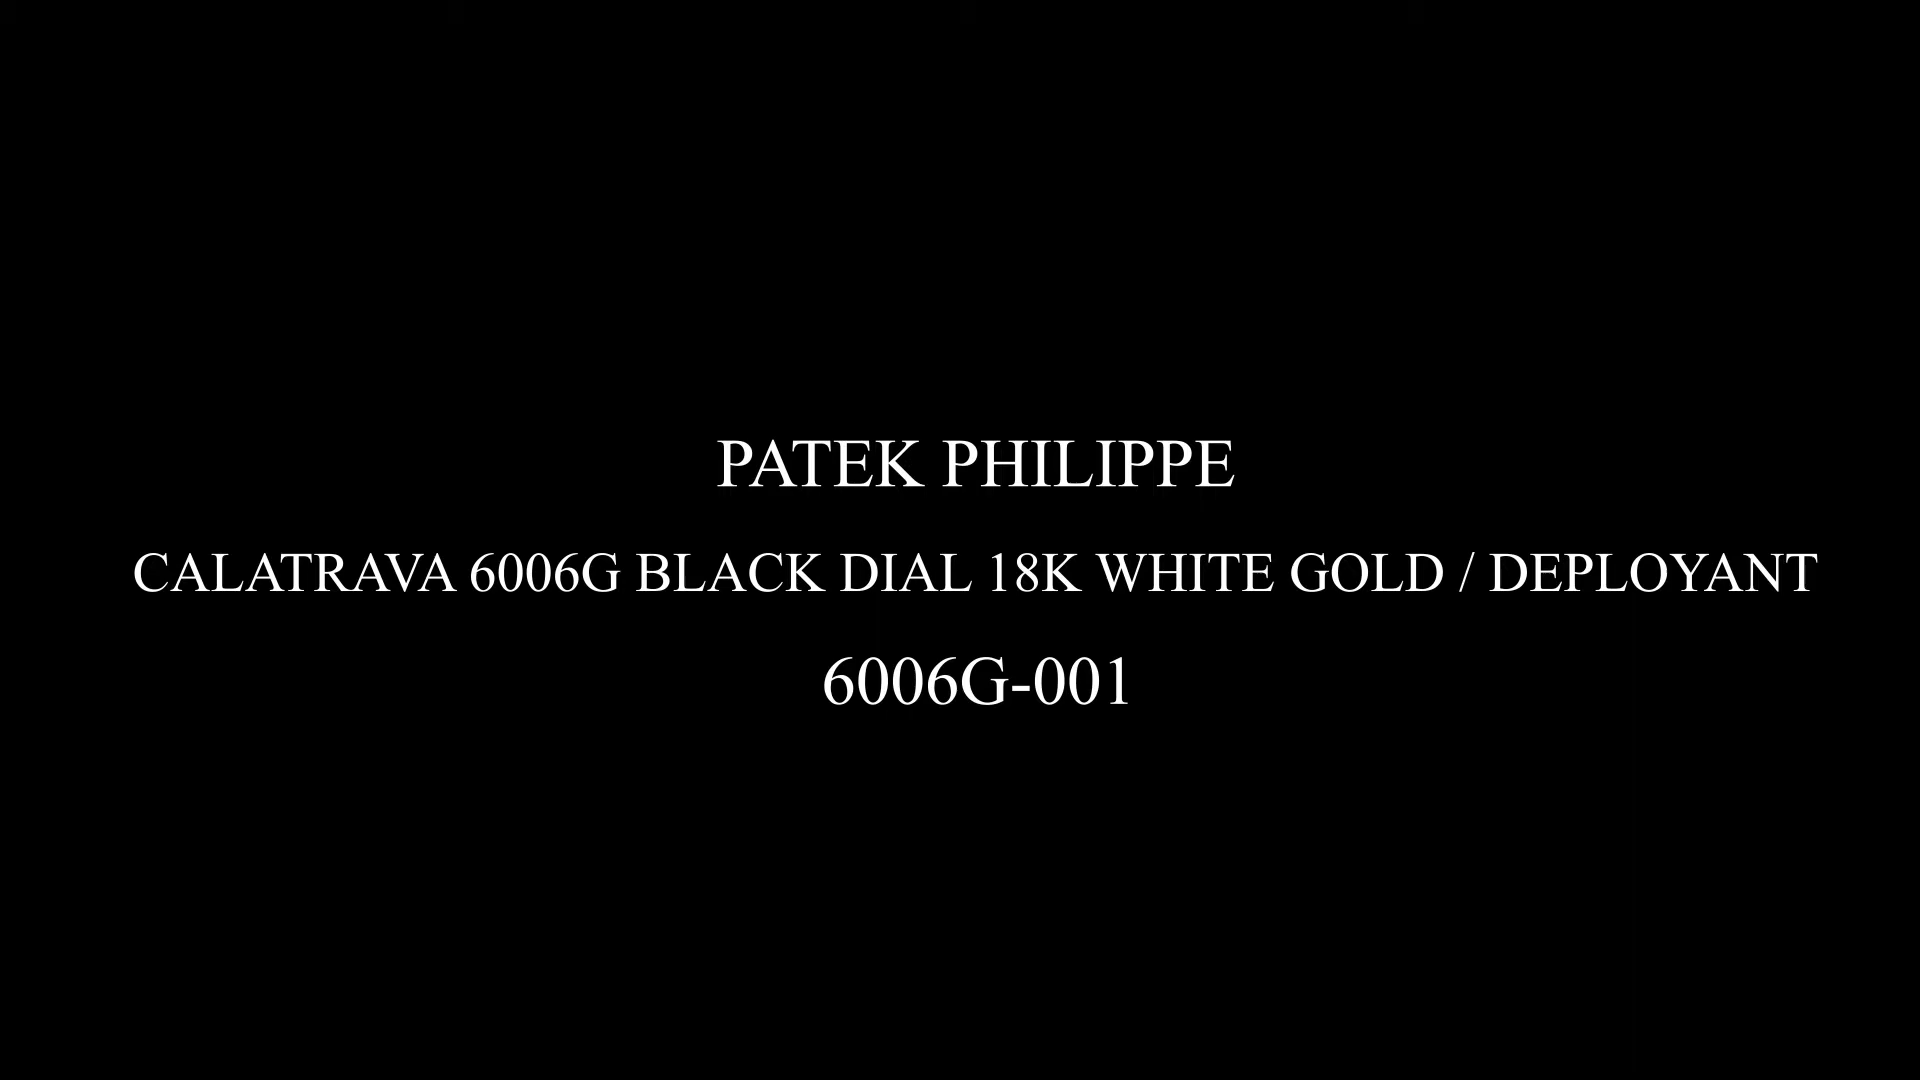 PATEK PHILIPPE
CALATRAVA 6006G BLACK DIAL 18K WHITE GOLD / DEPLOYANT
6006G-001